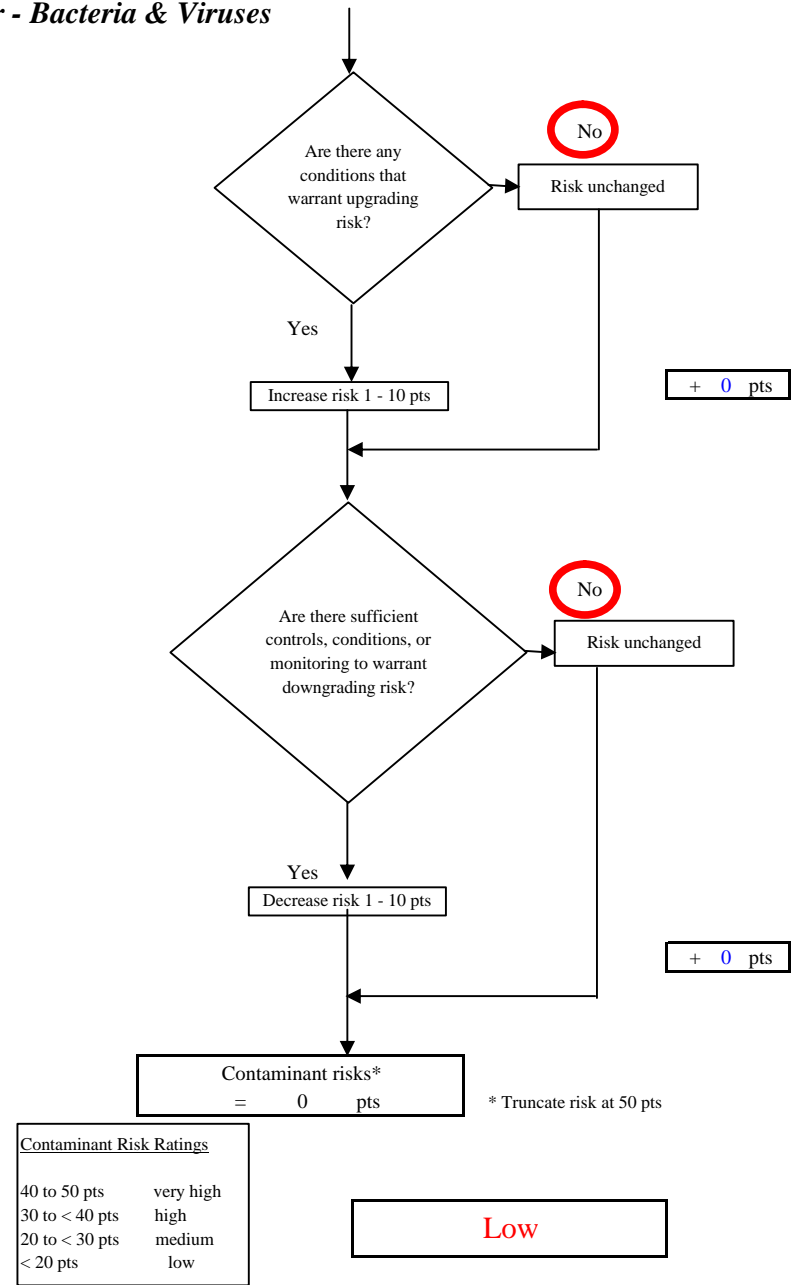 r - Bacteria & Viruses
Are there any
conditions that
warrant upgrading
risk?
No
Risk unchanged
Yes
Increase risk 1 - 10 pts
+ 0 pts
Are there sufficient
controls, conditions, or
monitoring to warrant
downgrading risk?
No
Risk unchanged
Yes
Decrease risk 1 - 10 pts
+ 0 pts
Contaminant risks*
= 0 pts
* Truncate risk at 50 pts
Contaminant Risk Ratings
40 to 50 pts very high
30 to < 40 pts high
20 to < 30 pts medium
< 20 pts low
Low